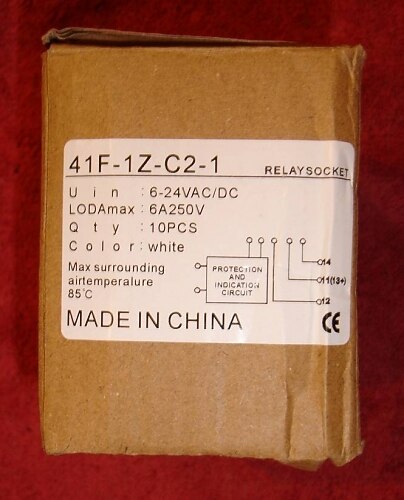 41F-1Z-C2-1
RELAYSOCKET
U i n : 6-24VAC/DC
LODAmax : 6A250V
Q t y : 10PCS
Color : white
Max surrounding
airtemperalure
85℃
PROTECTION
AND
INDICATION
CIRCUIT
14
11(13+)
12
MADE IN CHINA
CE